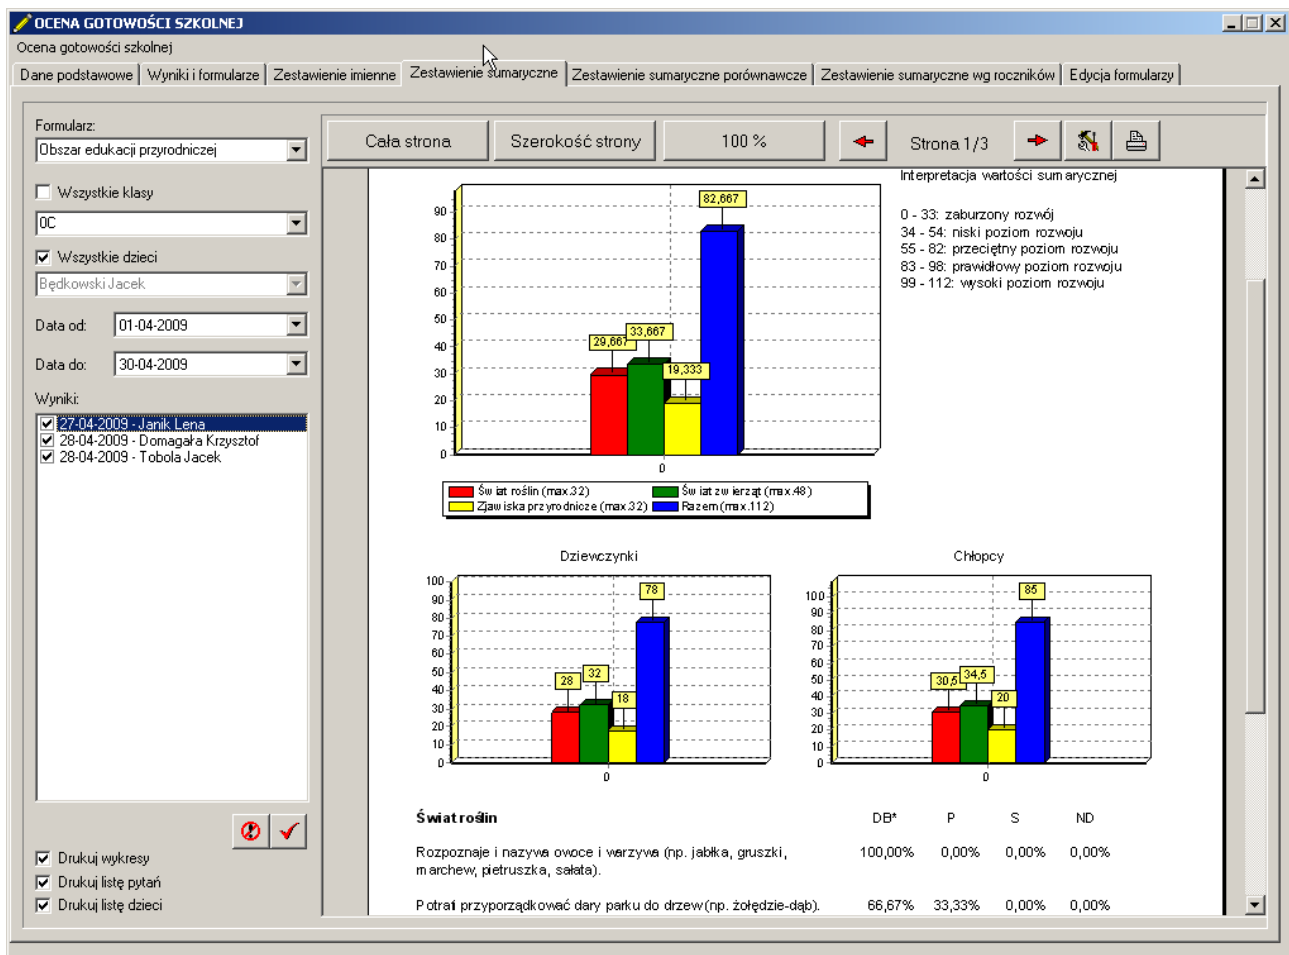 OCENA GOTOWOŚCI SZKOLNEJ
Ocena gotowości szkolnej
Dane podstawowe
Wyniki i formularze
Zestawienie imienne
Zestawienie sumaryczne
Zestawienie sumaryczne porównawcze
Zestawienie sumaryczne wg roczników
Edycja formularzy
Formularz:
Obszar edukacji przyrodniczej
Wszystkie klasy
0C
Wszystkie dzieci
Będkowski Jacek
Data od: 01-04-2009
Data do: 30-04-2009
Wyniki:
27-04-2009 - Janik Lena
28-04-2009 - Domagała Krzysztof
28-04-2009 - Tobola Jacek
Drukuj wykresy
Drukuj listę pytań
Drukuj listę dzieci
Cała strona
Szerokość strony
100 %
Strona 1/3
Interpretacja wartości sumarycznej
0 - 33: zaburzony rozwój
34 - 54: niski poziom rozwoju
55 - 82: przeciętny poziom rozwoju
83 - 98: prawidłowy poziom rozwoju
99 - 112: wysoki poziom rozwoju
90
80
70
60
50
40
30
20
10
0
29,667
33,667
19,333
82,667
0
Świat roślin (max.32)
Świat zwierząt (max.48)
Zjawiska przyrodnicze (max.32)
Razem (max.112)
Dziewczynki
100
90
80
70
60
50
40
30
20
10
0
28
32
18
78
0
Chłopcy
100
90
80
70
60
50
40
30
20
10
0
30,5
34,5
20
85
0
Świat roślin DB* P S ND
Rozpoznaje i nazywa owoce i warzywa (np. jabłka, gruszki, 100,00% 0,00% 0,00% 0,00%
marchew, pietruszka, sałata).
Potrafi przyporządkować dary parku do drzew (np. żołędzie-dąb). 66,67% 33,33% 0,00% 0,00%